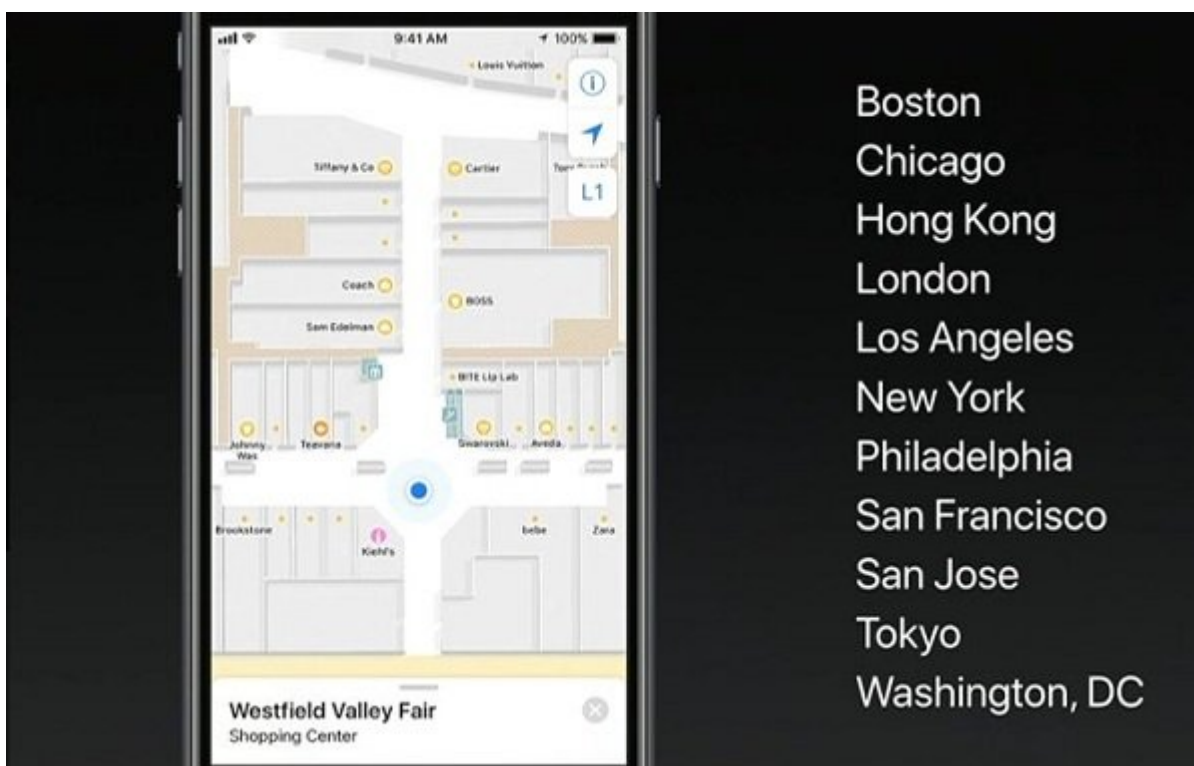 9:41 AM
100%
Louis Vuitton
Tiffany & Co
Cartier
L1
Coach
BOSS
Sam Edelman
BITE Lip Lab
Johnny
Was
Teavana
Swarovski...
Aveda
Brookstone
Kiehl's
bebe
Zara
Westfield Valley Fair
Shopping Center
Boston
Chicago
Hong Kong
London
Los Angeles
New York
Philadelphia
San Francisco
San Jose
Tokyo
Washington, DC